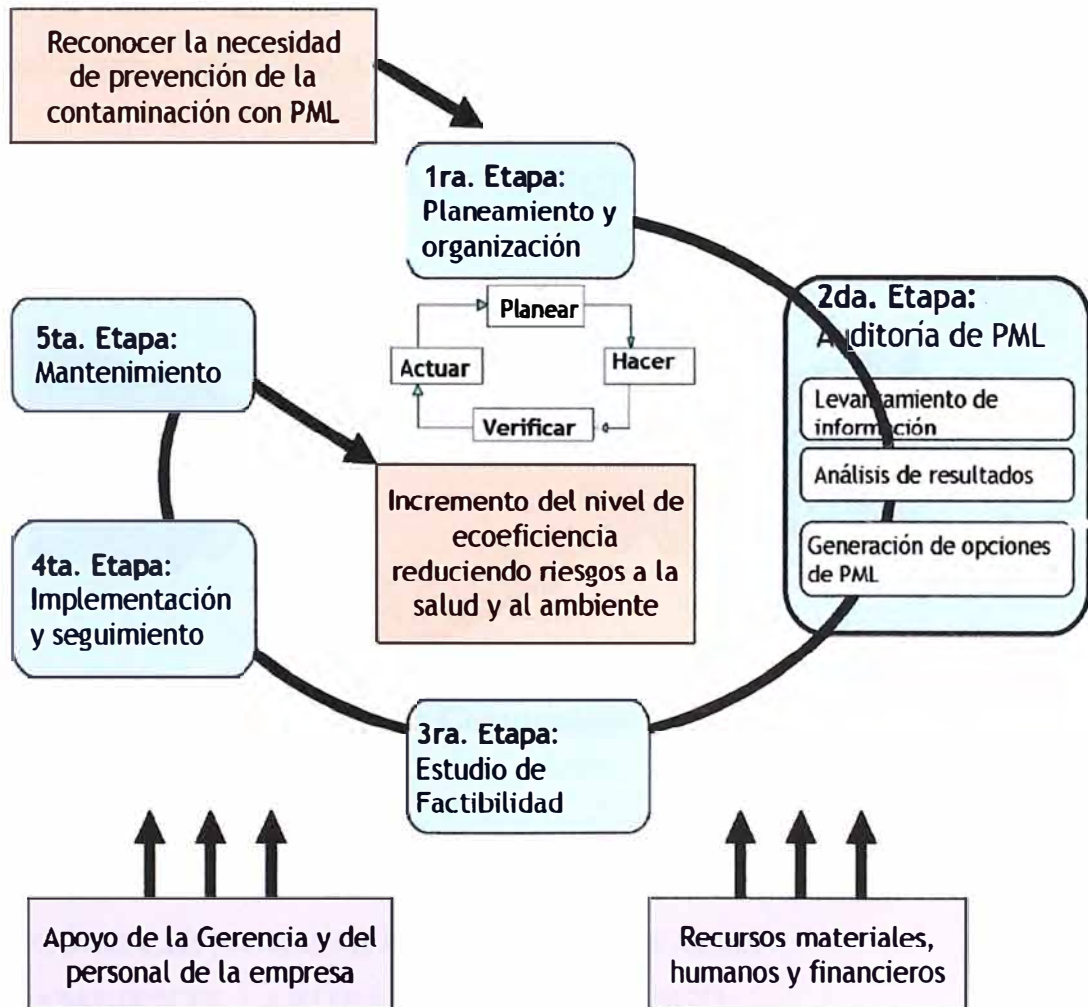 Reconocer la necesidad
de prevención de la
contaminación con PML
1ra. Etapa:
Planeamiento y
organización
Planear
Hacer
Verificar
Actuar
2da. Etapa:
Auditoría de PML
Levantamiento de
información
Análisis de resultados
Generación de opciones
de PML
3ra. Etapa:
Estudio de
Factibilidad
4ta. Etapa:
Implementación
y seguimiento
5ta. Etapa:
Mantenimiento
Incremento del nivel de
ecoeficiencia
reduciendo riesgos a la
salud y al ambiente
Apoyo de la Gerencia y del
personal de la empresa
Recursos materiales,
humanos y financieros